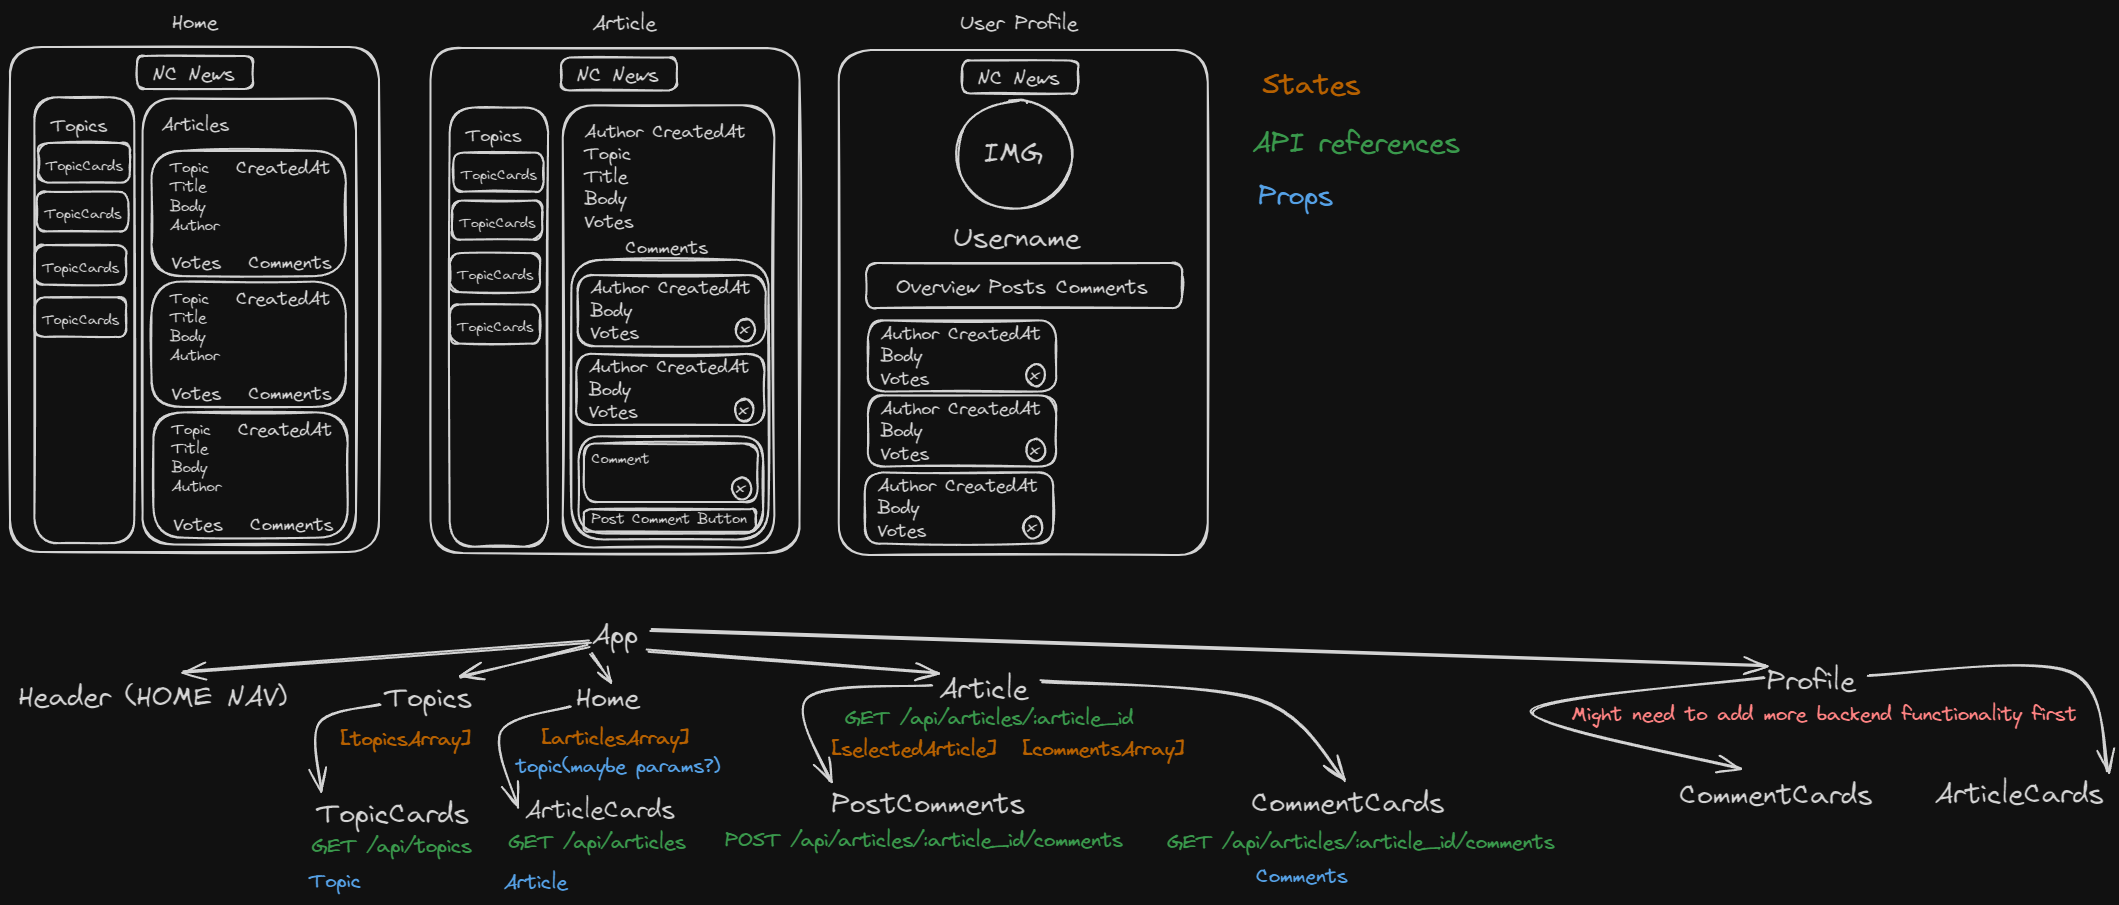 Home
NC News
Topics
TopicCards
TopicCards
TopicCards
TopicCards
Articles
Topic CreatedAt
Title
Body
Author
Votes Comments
Topic CreatedAt
Title
Body
Author
Votes Comments
Topic CreatedAt
Title
Body
Author
Votes Comments
Article
NC News
Topics
TopicCards
TopicCards
TopicCards
TopicCards
Author CreatedAt
Topic
Title
Body
Votes
Comments
Author CreatedAt
Body
Votes x
Author CreatedAt
Body
Votes x
Comment
x
Post Comment Button
User Profile
NC News
IMG
Username
Overview Posts Comments
Author CreatedAt
Body
Votes x
Author CreatedAt
Body
Votes x
Author CreatedAt
Body
Votes x
States
API references
Props
App
Header (HOME NAV)
Topics
[topicsArray]
TopicCards
GET /api/topics
Topic
Home
[articlesArray]
topic(maybe params?)
ArticleCards
GET /api/articles
Article
Article
GET /api/articles/:article_id
[selectedArticle] [commentsArray]
PostComments
POST /api/articles/:article_id/comments
CommentCards
GET /api/articles/:article_id/comments
Comments
Profile
Might need to add more backend functionality first
CommentCards
ArticleCards